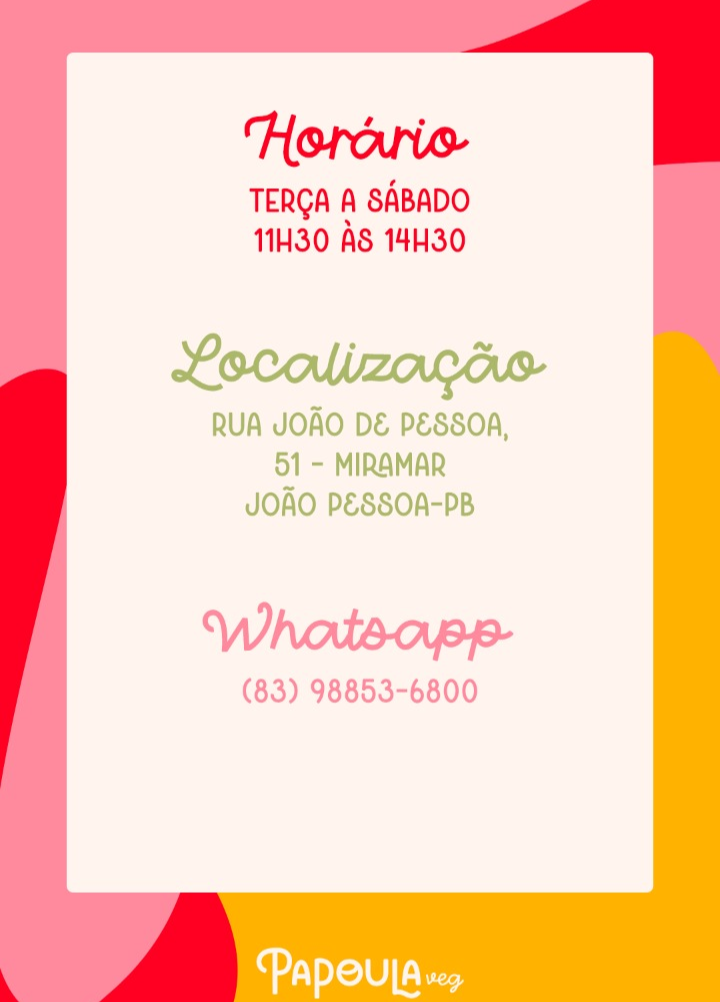 Horário
TERÇA A SÁBADO
11H30 ÀS 14H30
Localização
RUA JOÃO DE PESSOA,
51 - MIRAMAR
JOÃO PESSOA-PB
Whatsapp
(83) 98853-6800
PAPOULA veg